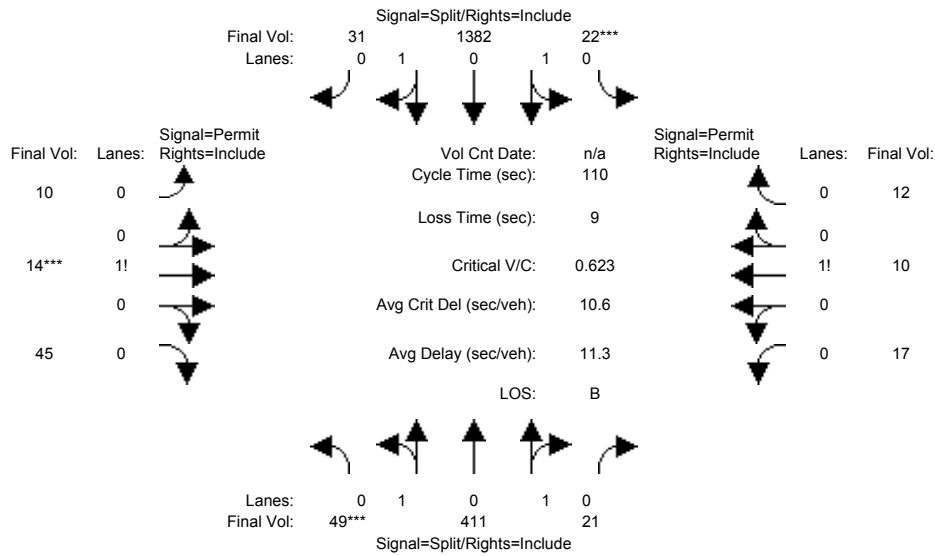 Signal=Split/Rights=Include
Final Vol: 31 1382 22***
Lanes: 0 1 0 1 0
Signal=Permit Signal=Permit
Final Vol: Lanes: Rights=Include Vol Cnt Date: n/a Rights=Include Lanes: Final Vol:
Cycle Time (sec): 110
10 0 0 12
Loss Time (sec): 9
0 0
14*** 1! Critical V/C: 0.623 1! 10
0 Avg Crit Del (sec/veh): 10.6 0
45 0 Avg Delay (sec/veh): 11.3 0 17
LOS: B
Lanes: 0 1 0 1 0
Final Vol: 49*** 411 21
Signal=Split/Rights=Include